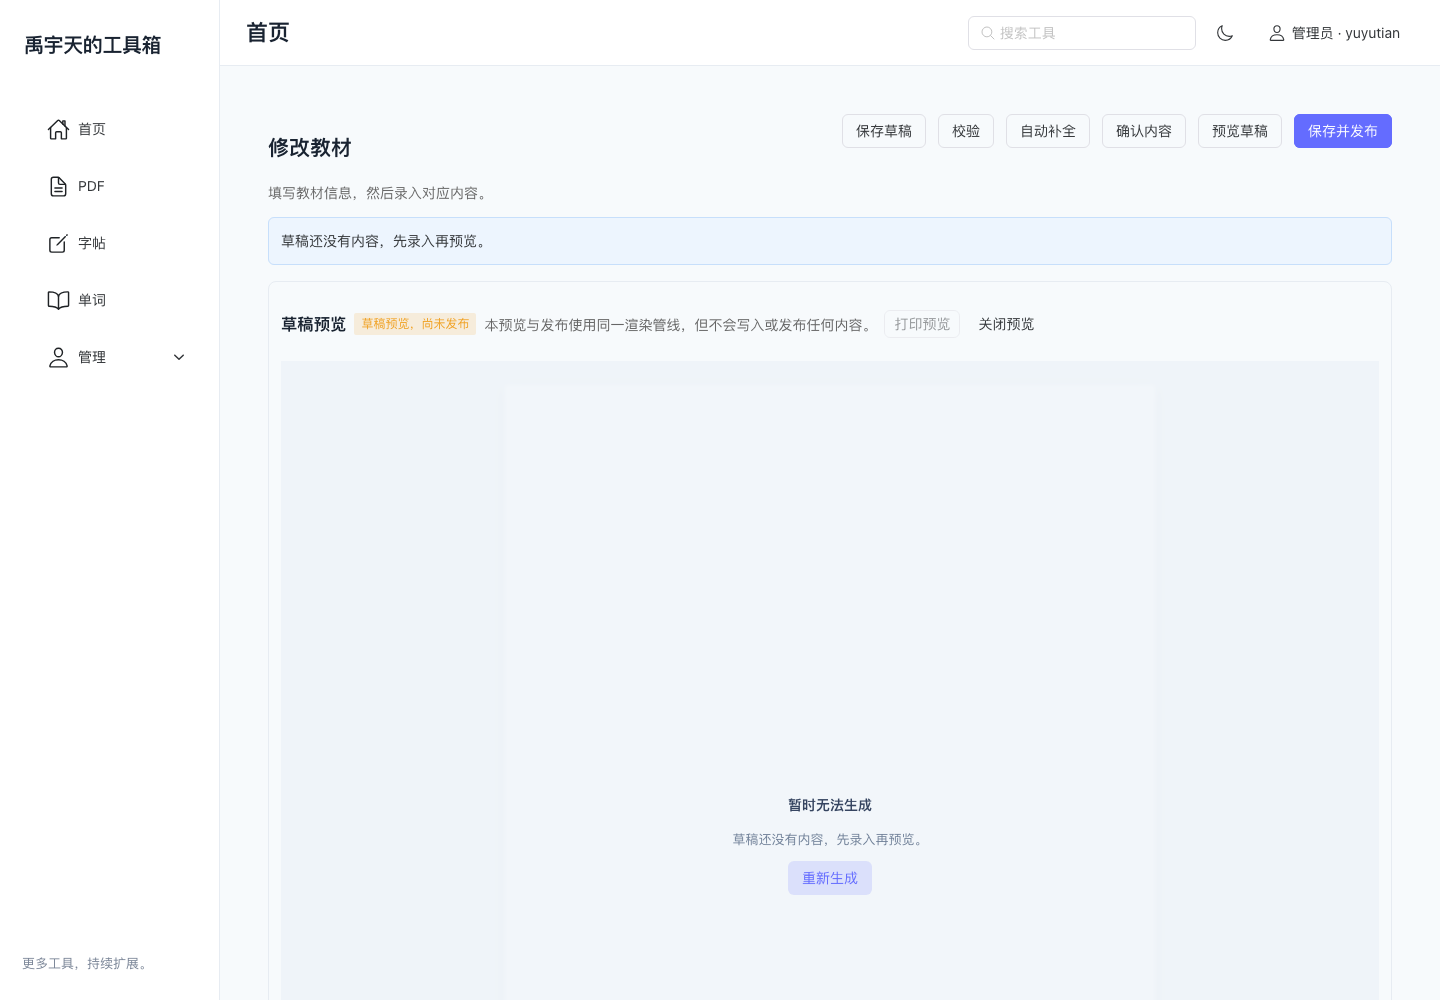 禹宇天的工具箱
首页
搜索工具
管理员 · yuyutian
首页
PDF
字帖
单词
管理
更多工具，持续扩展。
修改教材
保存草稿
校验
自动补全
确认内容
预览草稿
保存并发布
填写教材信息，然后录入对应内容。
草稿还没有内容，先录入再预览。
草稿预览 草稿预览，尚未发布 本预览与发布使用同一渲染管线，但不会写入或发布任何内容。 打印预览 关闭预览
暂时无法生成
草稿还没有内容，先录入再预览。
重新生成